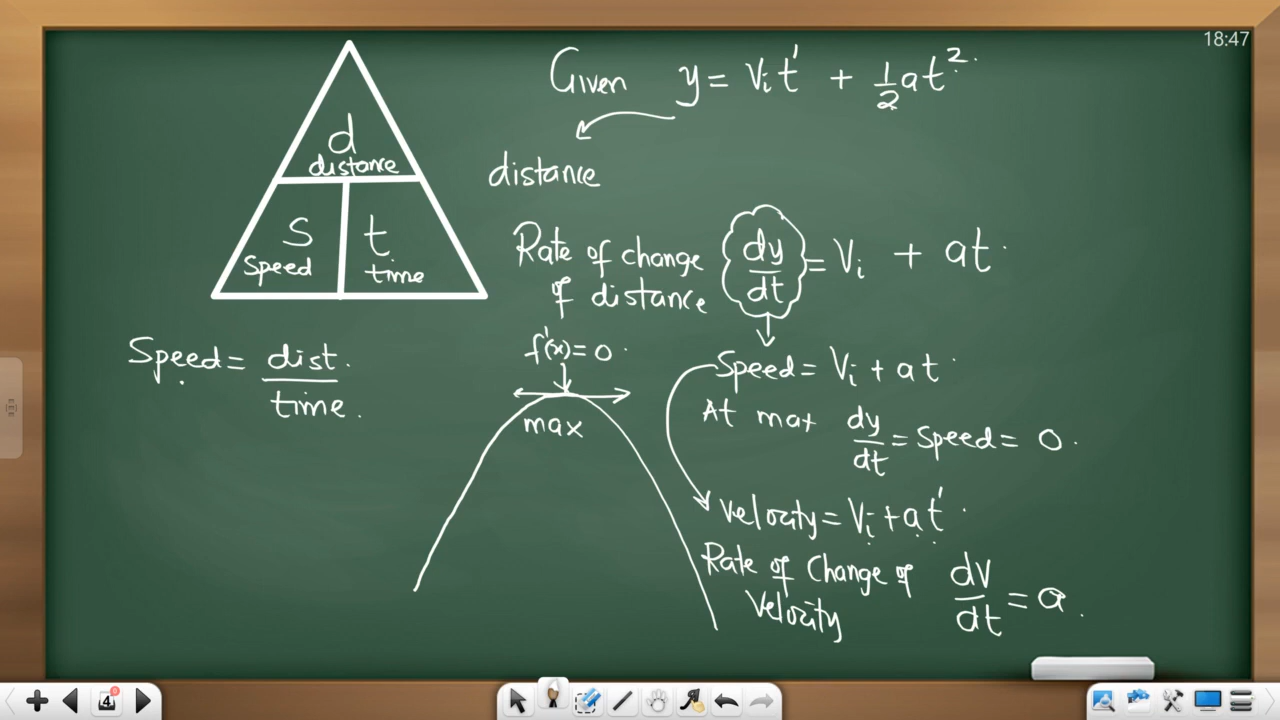 18:47
Given y = Vit' + 1/2 at².
distance
d
distance
S
Speed
t
time
Rate of change of distance dy/dt = Vi + at.
Speed = dist. / time.
f'(x) = 0.
max
Speed = Vi + at.
At max dy/dt = Speed = 0.
Velocity = Vi + at'.
Rate of Change of Velocity dV/dt = a.
4